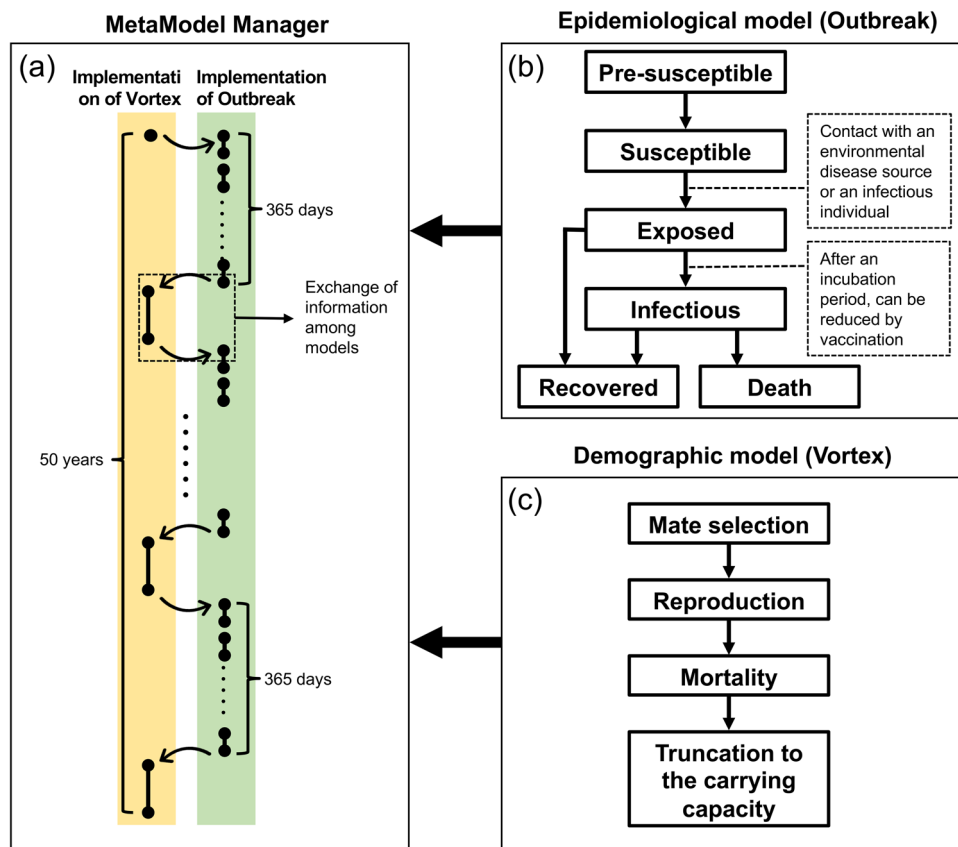 MetaModel Manager
(a)
Implementati
on of Vortex
Implementation
of Outbreak
365 days
Exchange of
information
among
models
50 years
365 days
Epidemiological model (Outbreak)
(b)
Pre-susceptible
Susceptible
Contact with an
environmental
disease source
or an infectious
individual
Exposed
After an
incubation
period, can be
reduced by
vaccination
Infectious
Recovered
Death
Demographic model (Vortex)
(c)
Mate selection
Reproduction
Mortality
Truncation to
the carrying
capacity